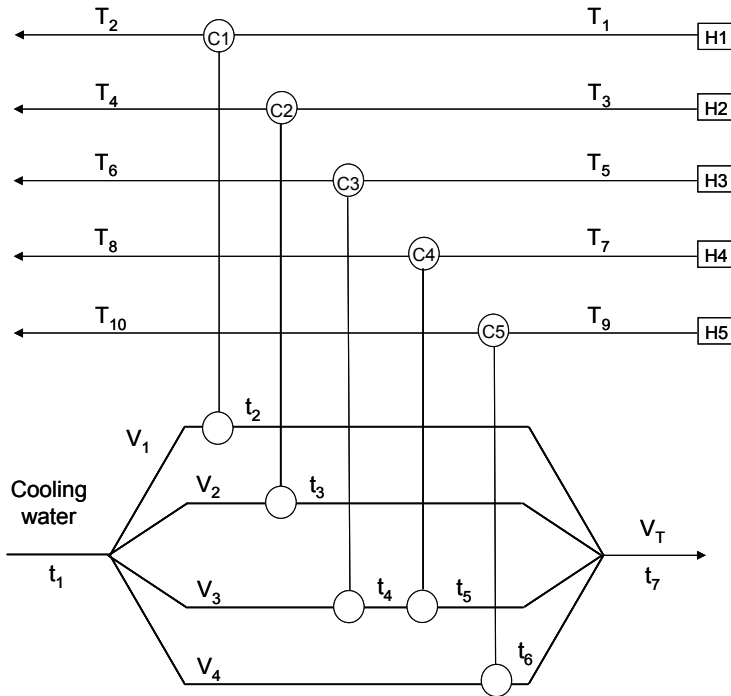 T2 T1
C1 H1
T4 T3
C2 H2
T6 T5
C3 H3
T8 T7
C4 H4
T10 T9
C5 H5
t2
V1
Cooling
water
V2 t3
VT
t1 t7
V3 t4 t5
V4 t6